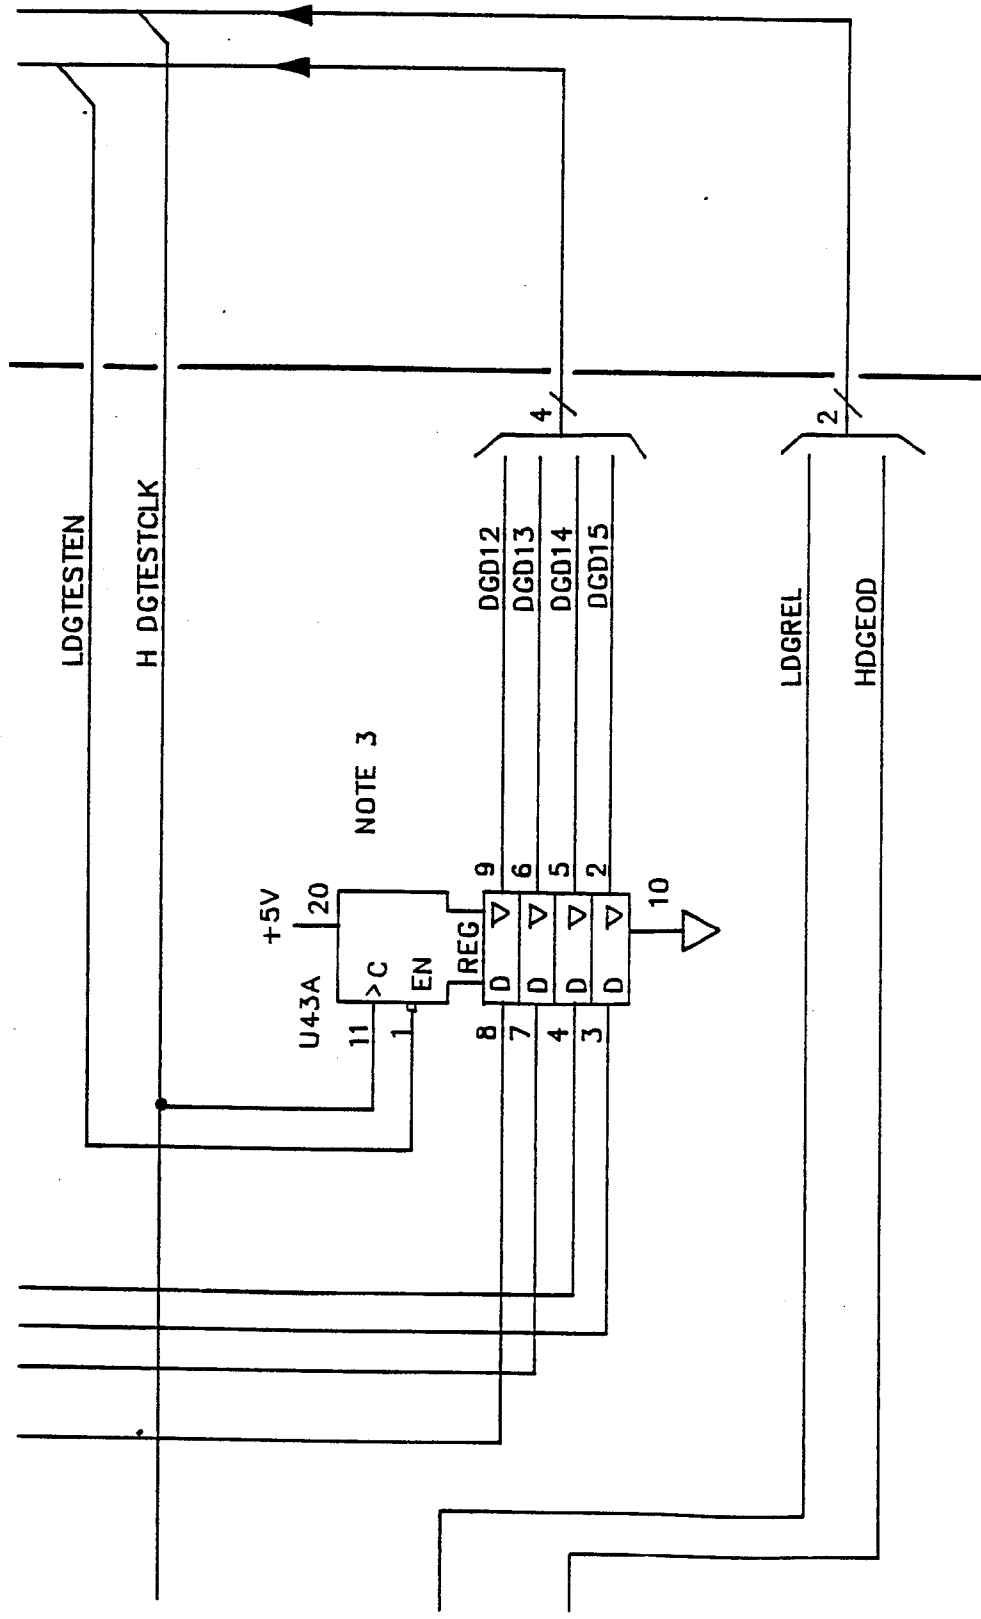 LDGTESTEN
H DGTESTCLK
4
2
DGD12
DGD13
DGD14
DGD15
LDGREL
HDGEOD
NOTE 3
+5V
20
U43A
11
>C
1
EN
REG
8 D 9
7 D 6
4 D 5
3 D 2
10